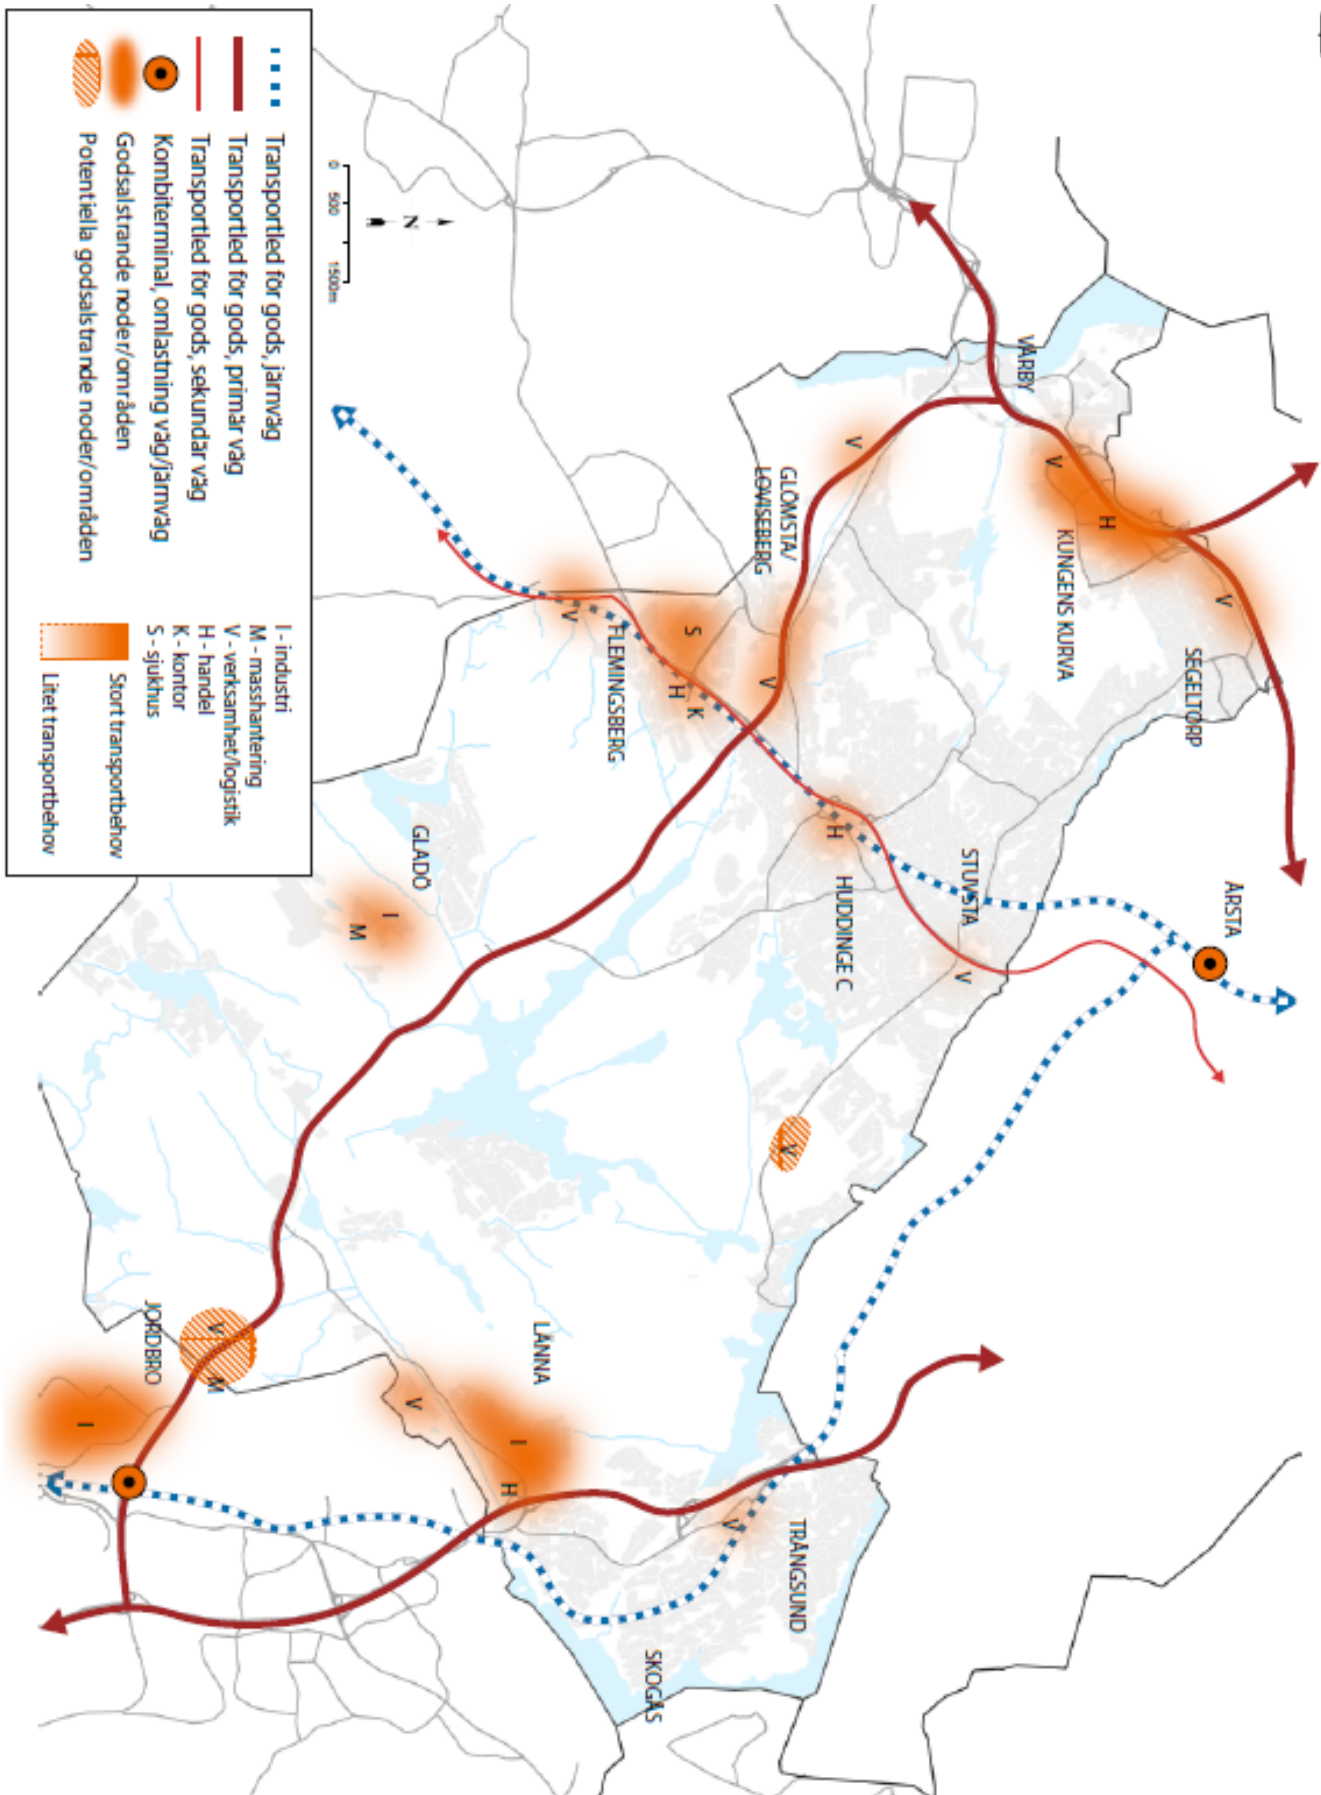 VÅRBY
KUNGENS KURVA
SEGELTORP
GLÖMSTA/
LOVISEBERG
FLEMINGSBERG
STUVSTA
HUDDINGE C
ÅRSTA
GLADÖ
LÄNNA
JORDBRO
TRÅNGSUND
SKOGÅS
V
H
V
V
V
S
H
K
V
H
V
V
I
M
V
M
I
V
I
H
V
0 500 1500m
N
Transportled för gods, järnväg
Transportled för gods, primär väg
Transportled för gods, sekundär väg
Kombiterminal, omlastning väg/järnväg
Godsalstrande noder/områden
Potentiella godsalstrande noder/områden
I - industri
M - masshantering
V - verksamhet/logistik
H - handel
K - kontor
S - sjukhus
Stort transportbehov
Litet transportbehov